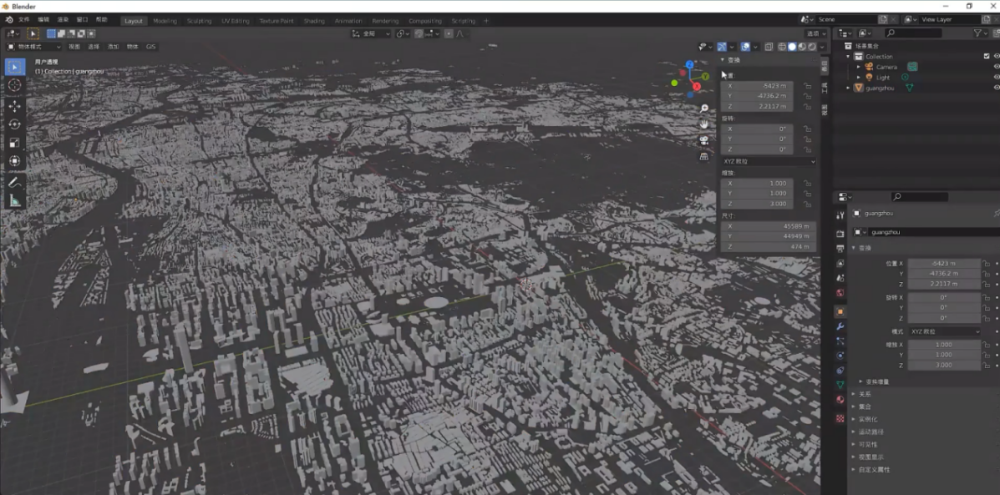 Blender
文件 编辑 渲染 窗口 帮助 Layout Modeling Sculpting UV Editing Texture Paint Shading Animation Rendering Compositing Scripting + Scene View Layer
全局 选项
物体模式 视图 选择 添加 物体 GIS
用户透视
(1) Collection | guangzhou
变换
X -5423 m
Y -4736.2 m
Z 2.2117 m
旋转:
X 0°
Y 0°
Z 0°
XYZ 欧拉
缩放:
X 1.000
Y 1.000
Z 3.000
尺寸:
X 45589 m
Y 44949 m
Z 474 m
场景集合
Collection
Camera
Light
guangzhou
guangzhou
guangzhou
变换
位置 X -5423 m
Y -4736.2 m
Z 2.2117 m
旋转 X 0°
Y 0°
Z 0°
模式 XYZ 欧拉
缩放 X 1.000
Y 1.000
Z 3.000
变换增量
关系
集合
实例化
运动路径
可见性
视图显示
自定义属性